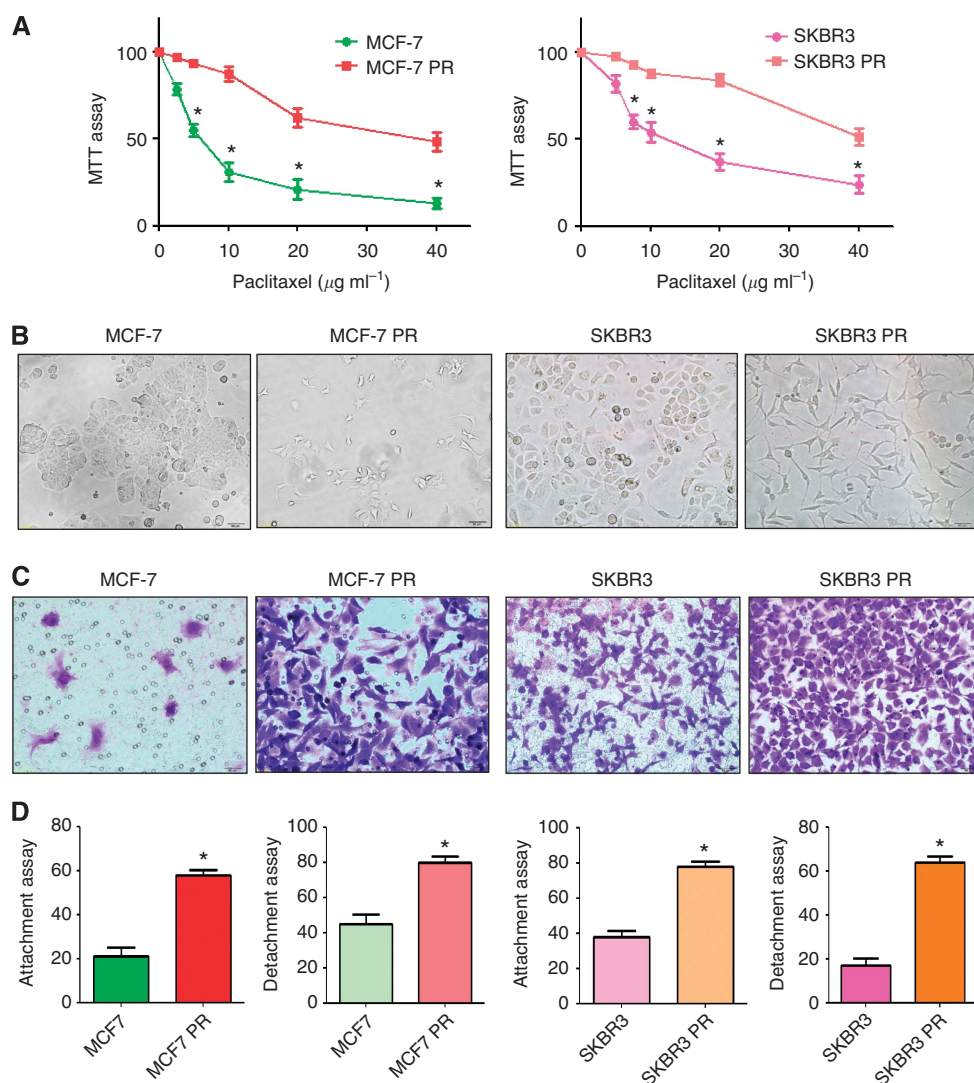 A
MTT assay
100
50
0
0
10
20
30
40
Paclitaxel (μg ml⁻¹)
MCF-7
MCF-7 PR
*
*
*
*
MTT assay
100
50
0
0
10
20
30
40
Paclitaxel (μg ml⁻¹)
SKBR3
SKBR3 PR
*
*
*
*
B
MCF-7
MCF-7 PR
SKBR3
SKBR3 PR
C
MCF-7
MCF-7 PR
SKBR3
SKBR3 PR
D
Attachment assay
80
60
40
20
0
*
MCF7
MCF7 PR
Detachment assay
100
80
60
40
20
0
*
MCF7
MCF7 PR
Attachment assay
100
80
60
40
20
0
*
SKBR3
SKBR3 PR
Detachment assay
80
60
40
20
0
*
SKBR3
SKBR3 PR